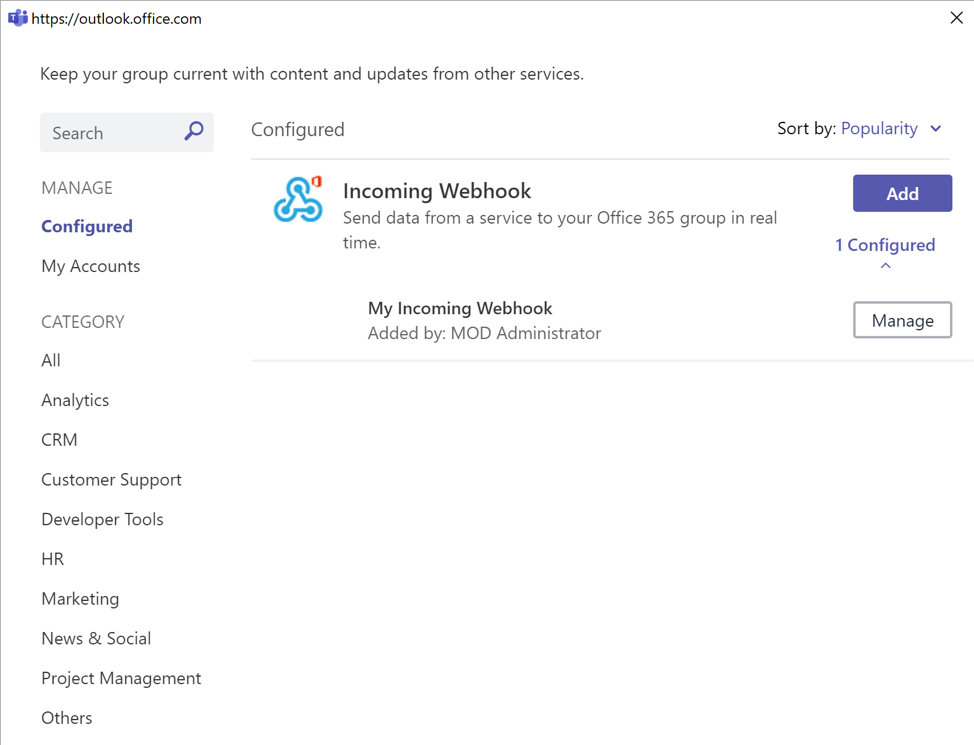 https://outlook.office.com
Keep your group current with content and updates from other services.
Search
MANAGE
Configured
My Accounts
CATEGORY
All
Analytics
CRM
Customer Support
Developer Tools
HR
Marketing
News & Social
Project Management
Others
Configured
Sort by: Popularity
Incoming Webhook
Send data from a service to your Office 365 group in real
time.
Add
1 Configured
My Incoming Webhook
Added by: MOD Administrator
Manage